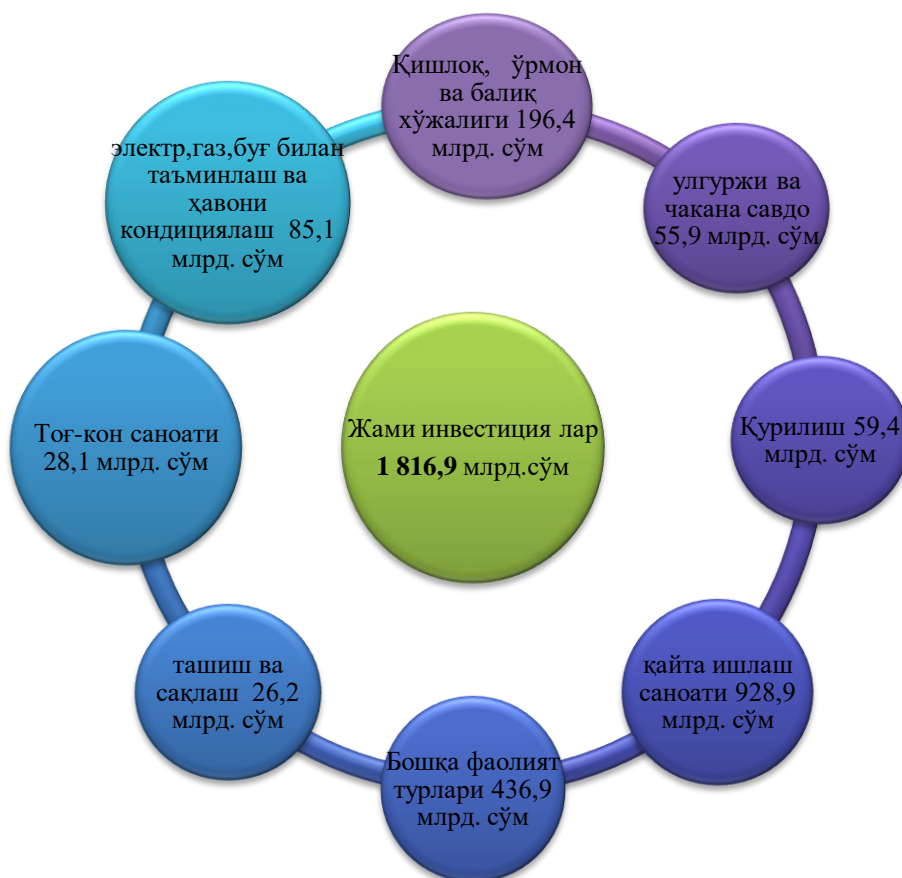 Қишлоқ, ўрмон
ва балиқ
хўжалиги 196,4
млрд. сўм
улгуржи ва
чакана савдо
55,9 млрд. сўм
Қурилиш 59,4
млрд. сўм
қайта ишлаш
саноати 928,9
млрд. сўм
Бошқа фаолият
турлари 436,9
млрд. сўм
ташиш ва
сақлаш 26,2
млрд. сўм
Тоғ-кон саноати
28,1 млрд. сўм
электр,газ,буғ билан
таъминлаш ва
ҳавони
кондициялаш 85,1
млрд. сўм
Жами инвестиция лар
1 816,9 млрд.сўм